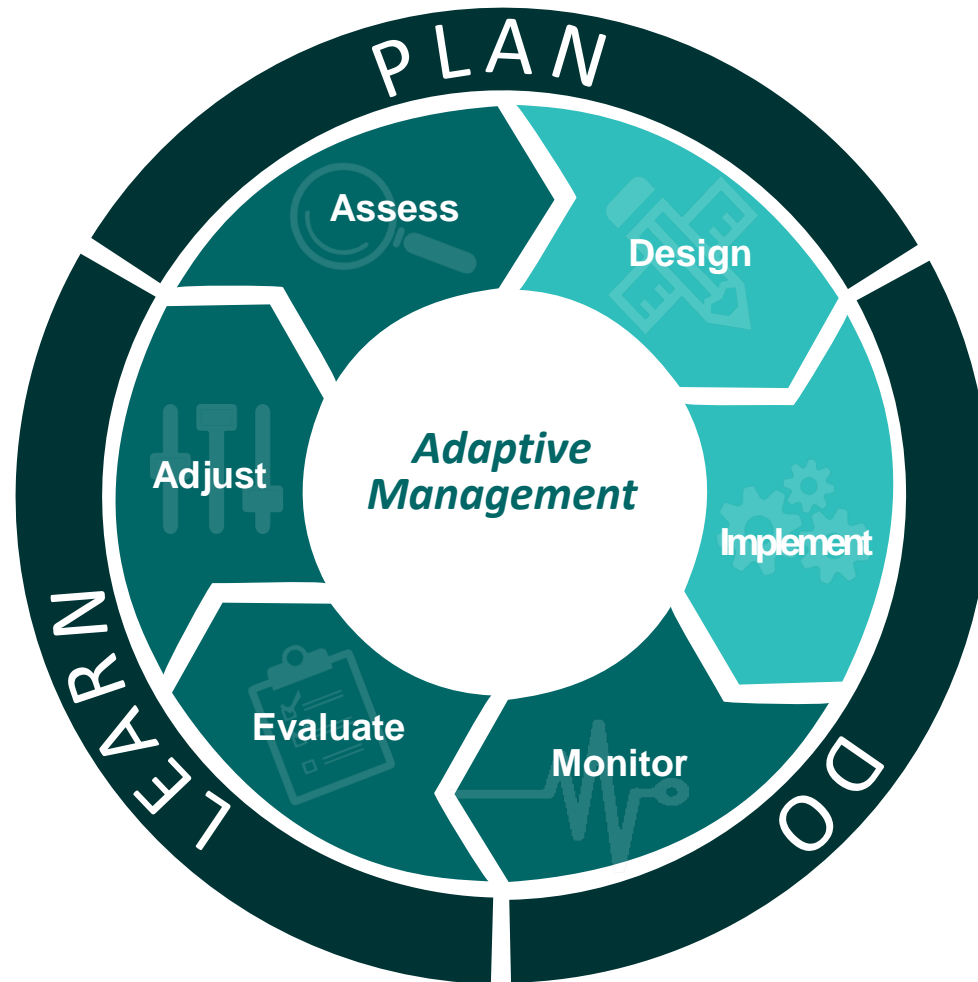 PLAN
Assess
Design
Adjust
Adaptive
Management
Implement
Evaluate
Monitor
LEARN
DO